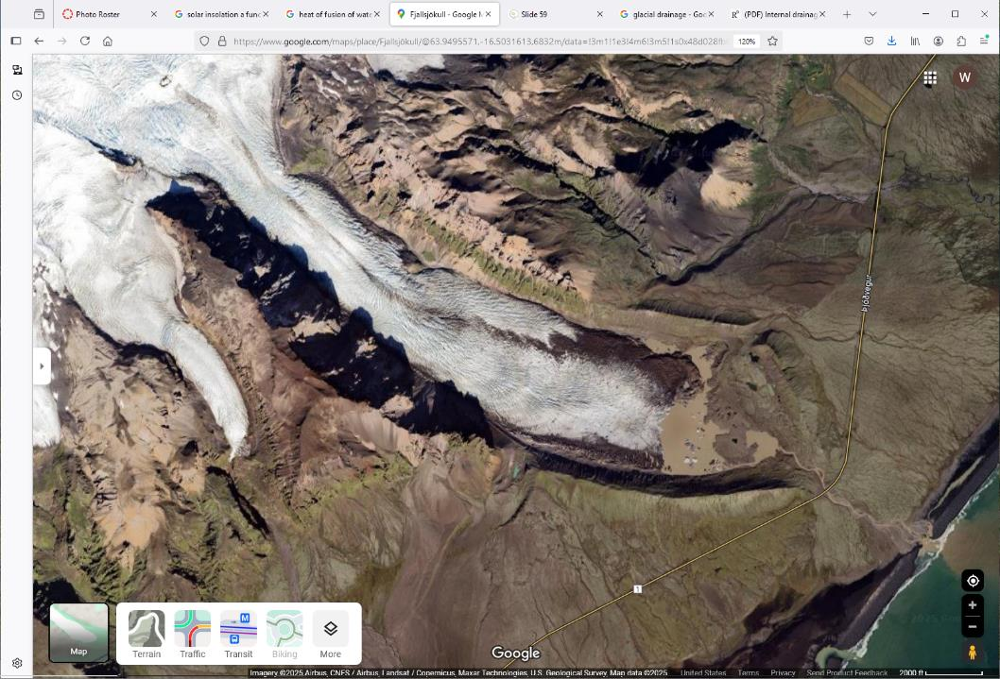 Photo Roster
solar insolation a func
heat of fusion of wate
Fjallsjökull - Google M
Slide 59
glacial drainage - Goo
(PDF) Internal drainag
https://www.google.com/maps/place/Fjallsjökull/@63.9495571,-16.5031613,6832m/data=!3m1!1e3!4m6!3m5!1s0x48d028f
120%
W
Þjóðvegur
1
Map
Terrain
Traffic
M
Transit
Biking
More
Google
Imagery ©2025 Airbus, CNES / Airbus, Landsat / Copernicus, Maxar Technologies, U.S. Geological Survey, Map data ©2025 United States Terms Privacy Send Product Feedback 2000 ft